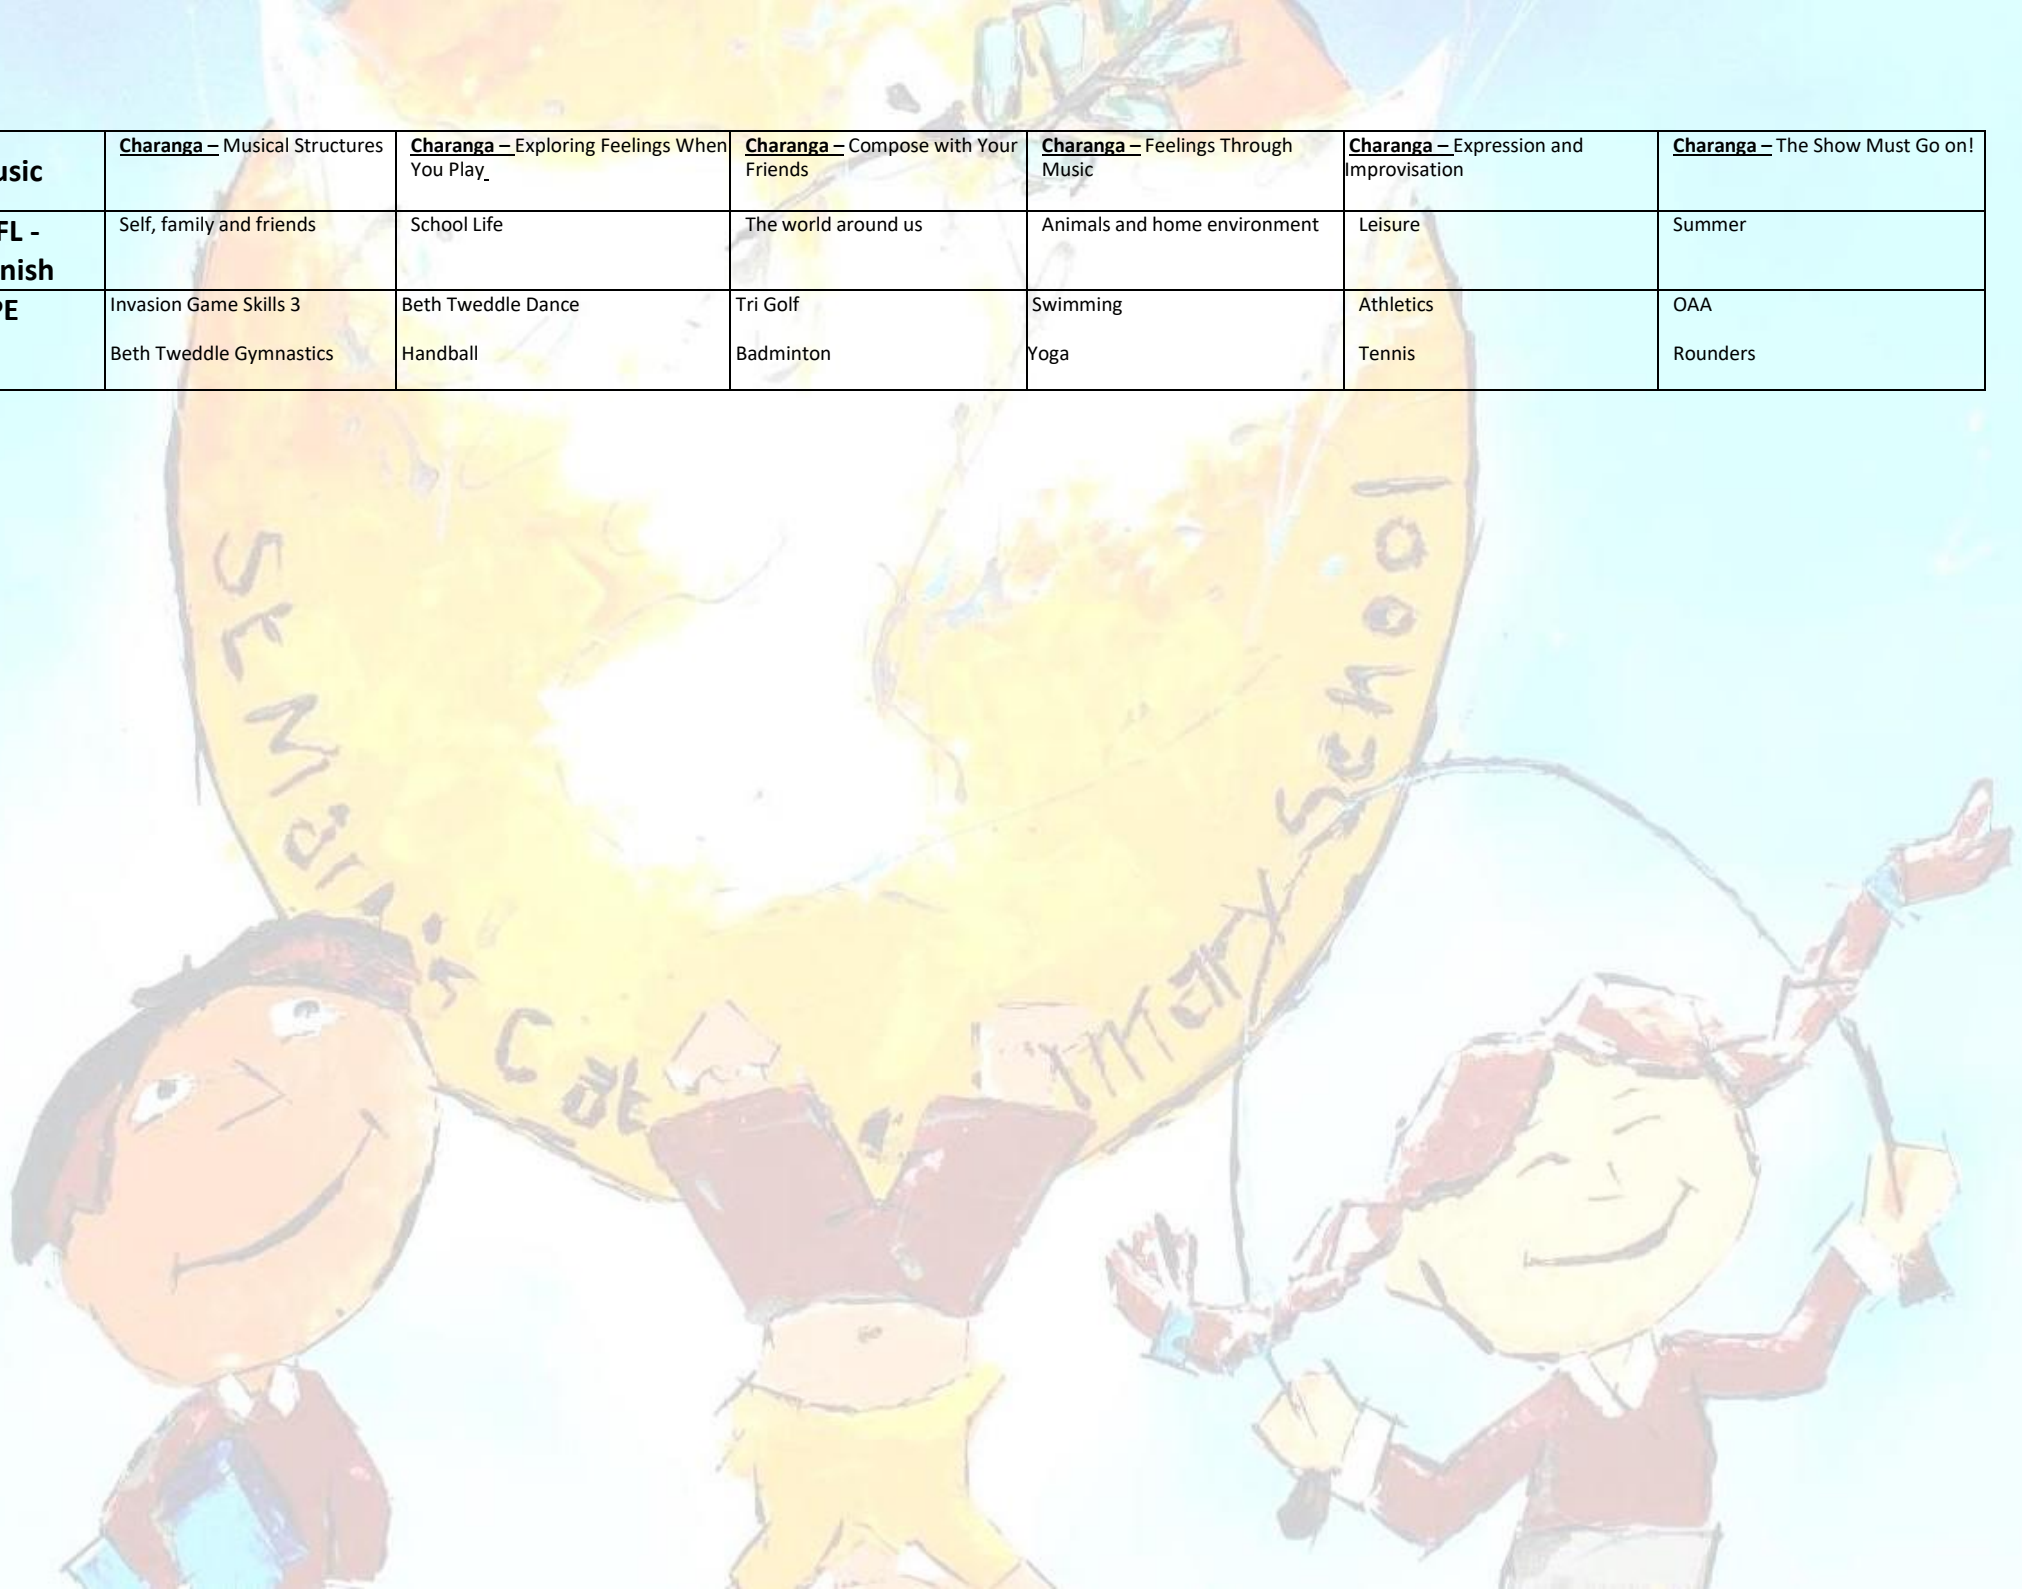 usic
Charanga – Musical Structures
Charanga – Exploring Feelings When
You Play
Charanga – Compose with Your
Friends
Charanga – Feelings Through
Music
Charanga – Expression and
Improvisation
Charanga – The Show Must Go on!
FL -
nish
Self, family and friends
School Life
The world around us
Animals and home environment
Leisure
Summer
PE
Invasion Game Skills 3
Beth Tweddle Gymnastics
Beth Tweddle Dance
Handball
Tri Golf
Badminton
Swimming
Yoga
Athletics
Tennis
OAA
Rounders
St Mark's Cat
imary School